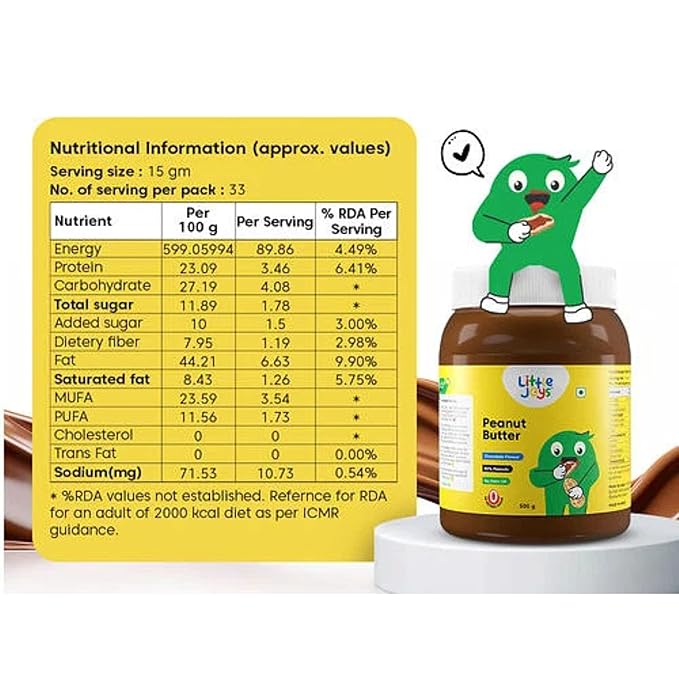 Nutritional Information (approx. values)
Serving size : 15 gm
No. of serving per pack : 33
Nutrient Per 100 g Per Serving % RDA Per Serving
Energy 599.05994 89.86 4.49%
Protein 23.09 3.46 6.41%
Carbohydrate 27.19 4.08 *
Total sugar 11.89 1.78 *
Added sugar 10 1.5 3.00%
Dietery fiber 7.95 1.19 2.98%
Fat 44.21 6.63 9.90%
Saturated fat 8.43 1.26 5.75%
MUFA 23.59 3.54 *
PUFA 11.56 1.73 *
Cholesterol 0 0 *
Trans Fat 0 0 0.00%
Sodium(mg) 71.53 10.73 0.54%
* %RDA values not established. Refernce for RDA
for an adult of 2000 kcal diet as per ICMR
guidance.
Little
Joys
Peanut
Butter
Chocolate Flavour
500 g